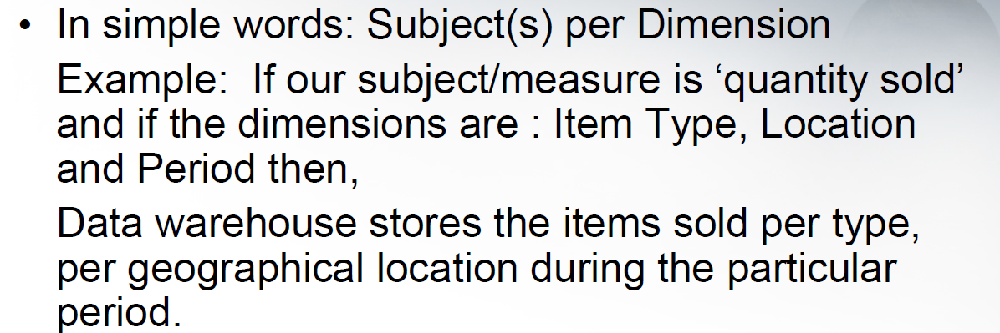 • In simple words: Subject(s) per Dimension
Example:  If our subject/measure is ‘quantity sold’
and if the dimensions are : Item Type, Location
and Period then,
Data warehouse stores the items sold per type,
per geographical location during the particular
period.